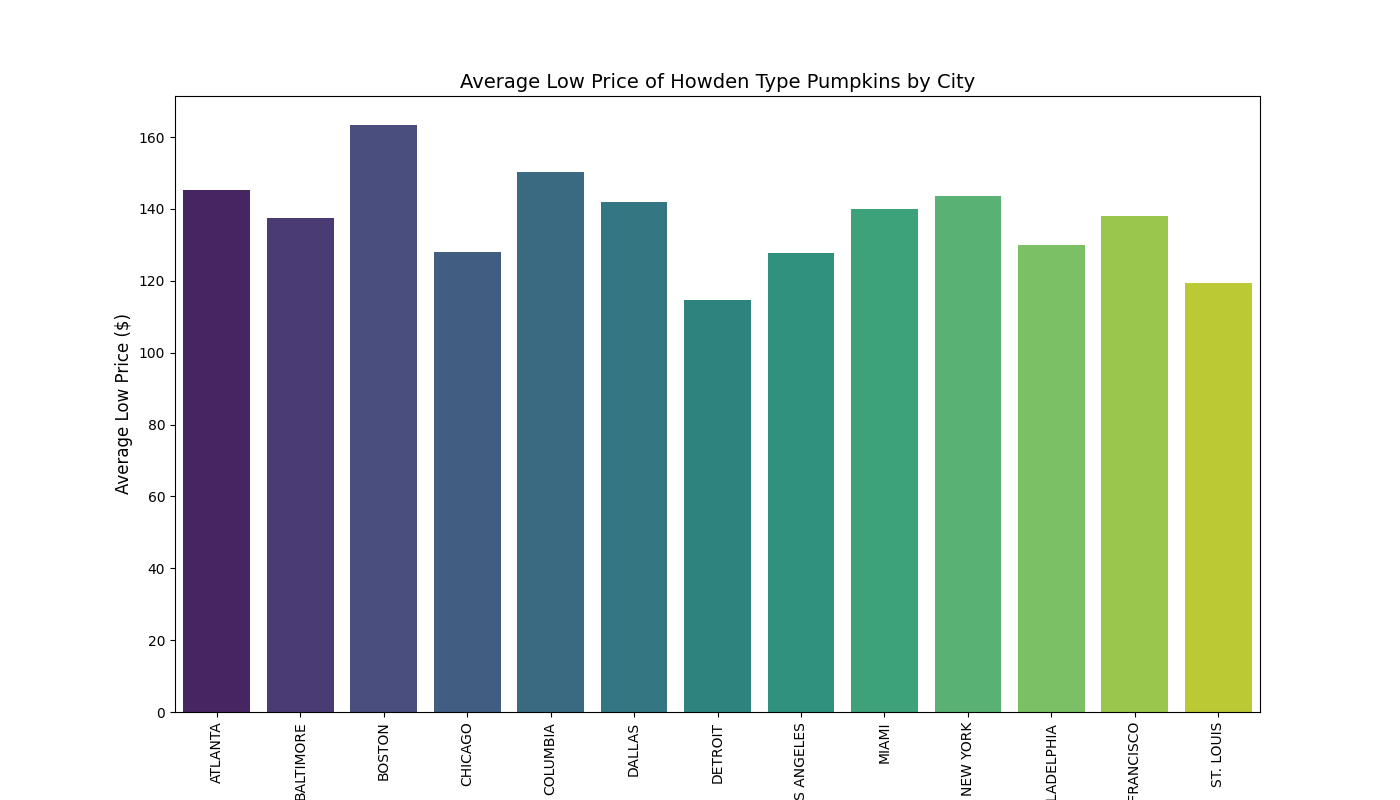 Average Low Price of Howden Type Pumpkins by City
Average Low Price ($)
160
140
120
100
80
60
40
20
0
ATLANTA
BALTIMORE
BOSTON
CHICAGO
COLUMBIA
DALLAS
DETROIT
S ANGELES
MIAMI
NEW YORK
LADELPHIA
FRANCISCO
ST. LOUIS